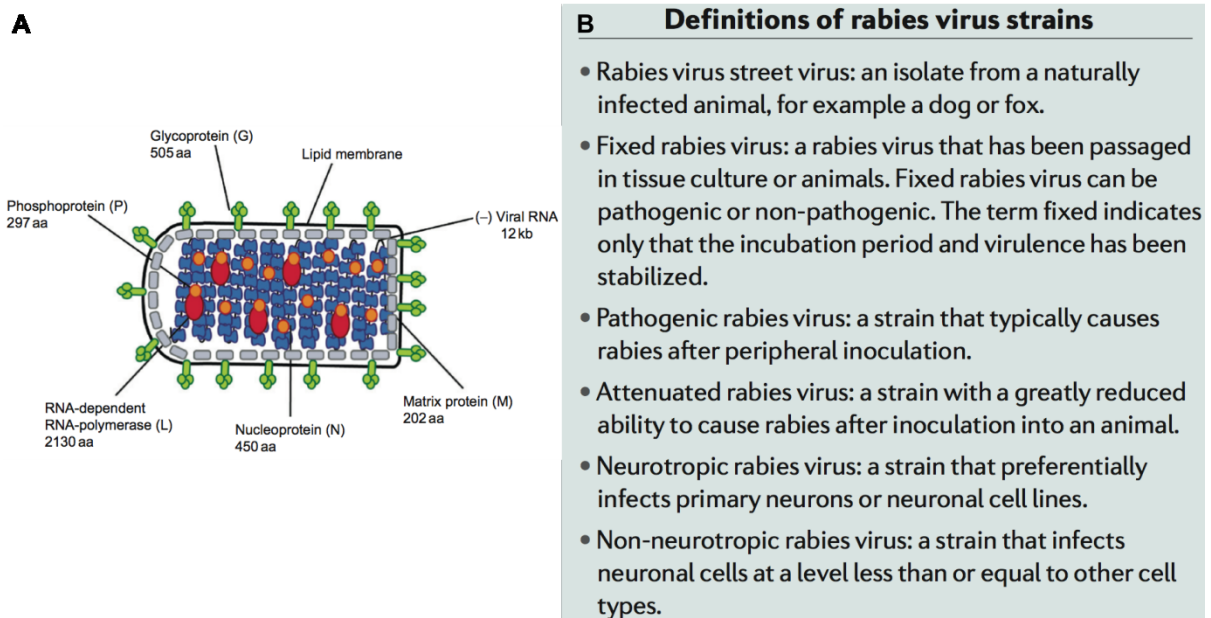 A
Glycoprotein (G)
505 aa
Lipid membrane
Phosphoprotein (P)
297 aa
(–) Viral RNA
12 kb
RNA-dependent
RNA-polymerase (L)
2130 aa
Nucleoprotein (N)
450 aa
Matrix protein (M)
202 aa
B
Definitions of rabies virus strains
• Rabies virus street virus: an isolate from a naturally
infected animal, for example a dog or fox.
• Fixed rabies virus: a rabies virus that has been passaged
in tissue culture or animals. Fixed rabies virus can be
pathogenic or non-pathogenic. The term fixed indicates
only that the incubation period and virulence has been
stabilized.
• Pathogenic rabies virus: a strain that typically causes
rabies after peripheral inoculation.
• Attenuated rabies virus: a strain with a greatly reduced
ability to cause rabies after inoculation into an animal.
• Neurotropic rabies virus: a strain that preferentially
infects primary neurons or neuronal cell lines.
• Non-neurotropic rabies virus: a strain that infects
neuronal cells at a level less than or equal to other cell
types.